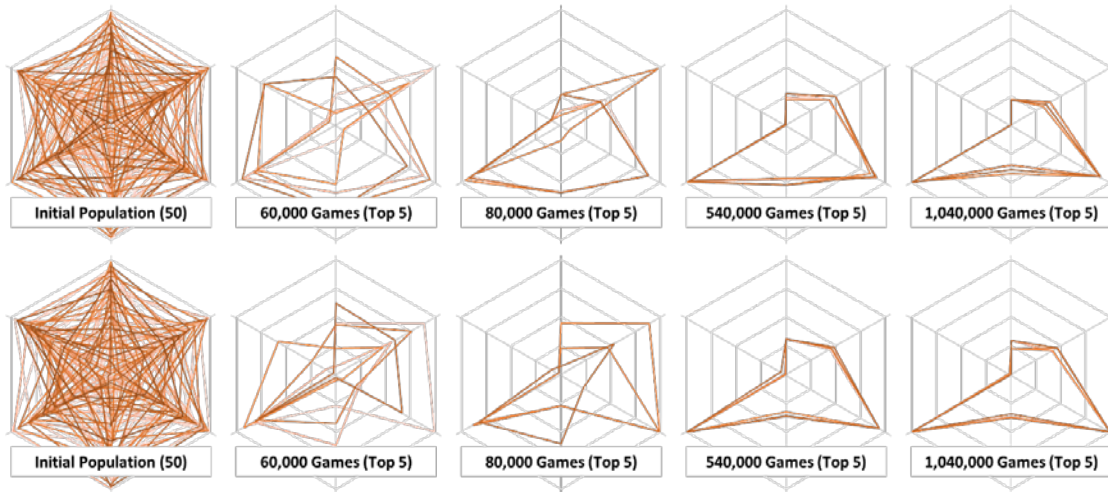 Initial Population (50)
60,000 Games (Top 5)
80,000 Games (Top 5)
540,000 Games (Top 5)
1,040,000 Games (Top 5)
Initial Population (50)
60,000 Games (Top 5)
80,000 Games (Top 5)
540,000 Games (Top 5)
1,040,000 Games (Top 5)